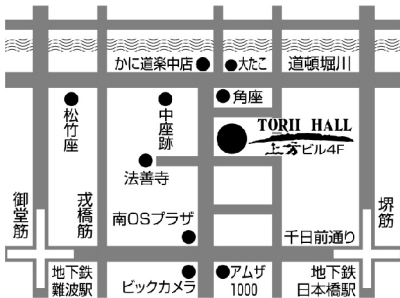 かに道楽中店
大たこ
道頓堀川
角座
松竹座
中座跡
TORII HALL
上方ビル4F
法善寺
御堂筋
戎橋筋
堺筋
南OSプラザ
千日前通り
地下鉄
難波駅
ビックカメラ
アムザ
1000
地下鉄
日本橋駅